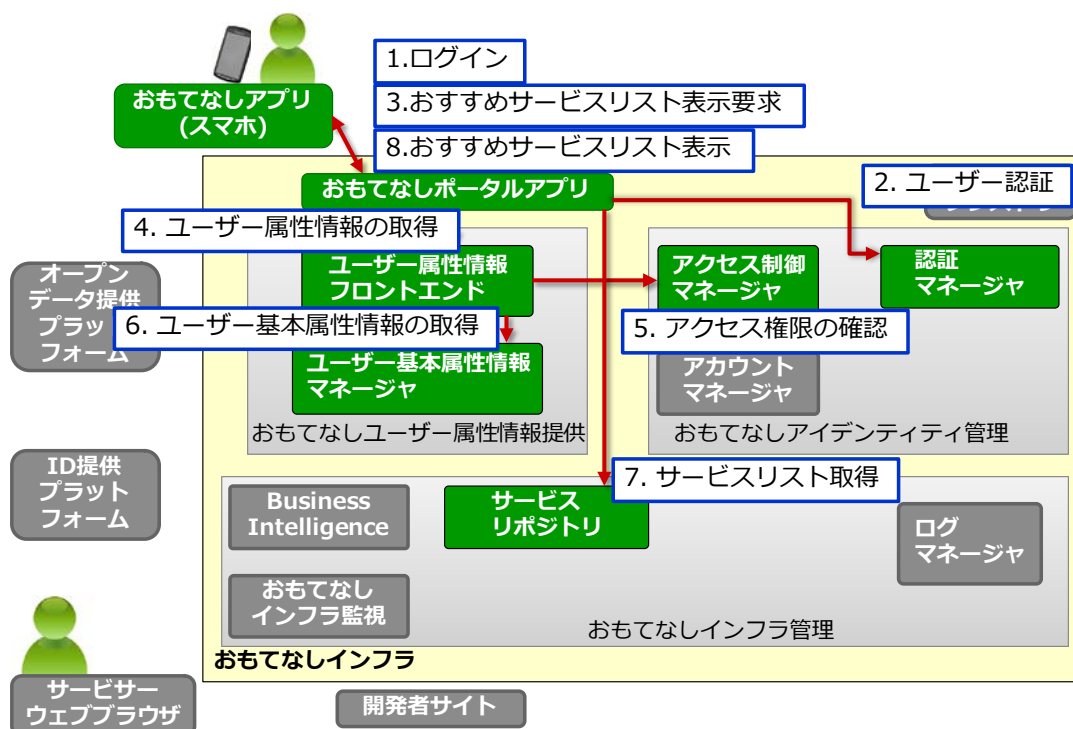 1.ログイン
3.おすすめサービスリスト表示要求
8.おすすめサービスリスト表示
おもてなしアプリ
(スマホ)
おもてなしポータルアプリ
2. ユーザー認証
4. ユーザー属性情報の取得
ユーザー属性情報
フロントエンド
アクセス制御
マネージャ
認証
マネージャ
オープン
データ提供
プラット
フォーム
6. ユーザー基本属性情報の取得
5. アクセス権限の確認
ユーザー基本属性情報
マネージャ
アカウント
マネージャ
おもてなしユーザー属性情報提供
おもてなしアイデンティティ管理
ID提供
プラット
フォーム
7. サービスリスト取得
Business
Intelligence
サービス
リポジトリ
ログ
マネージャ
おもてなし
インフラ監視
おもてなしインフラ管理
おもてなしインフラ
サービサー
ウェブブラウザ
開発者サイト